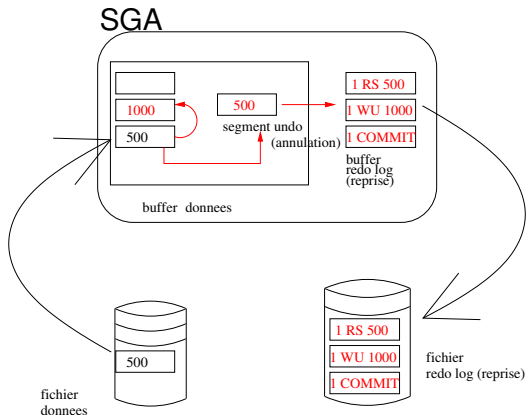 SGA
1000
500
500
segment undo
(annulation)
1 RS 500
1 WU 1000
1 COMMIT
buffer
redo log
(reprise)
buffer donnees
500
fichier
donnees
1 RS 500
1 WU 1000
1 COMMIT
fichier
redo log (reprise)